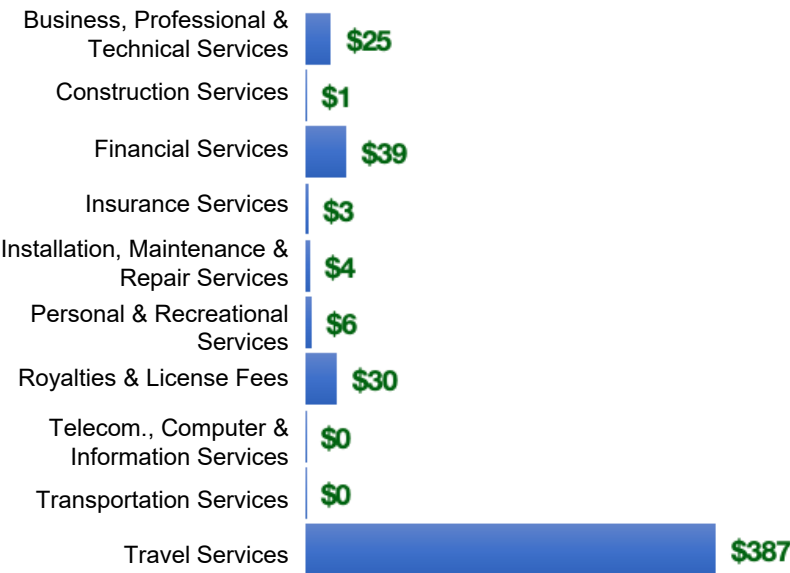 Business, Professional &
Technical Services
$25
Construction Services
$1
Financial Services
$39
Insurance Services
$3
Installation, Maintenance &
Repair Services
$4
Personal & Recreational
Services
$6
Royalties & License Fees
$30
Telecom., Computer &
Information Services
$0
Transportation Services
$0
Travel Services
$387